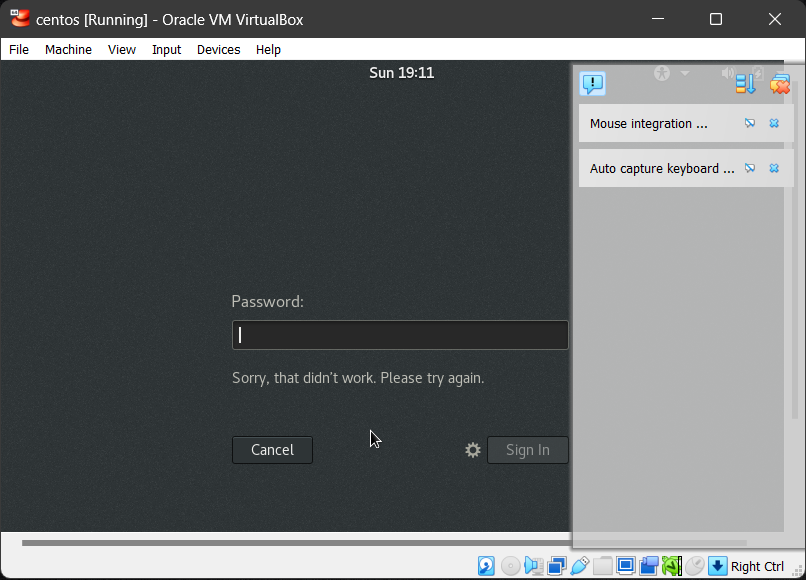 centos [Running] - Oracle VM VirtualBox
File Machine View Input Devices Help
Sun 19:11
Mouse integration ...
Auto capture keyboard ...
Password:
Sorry, that didn't work. Please try again.
Cancel
Sign In
Right Ctrl